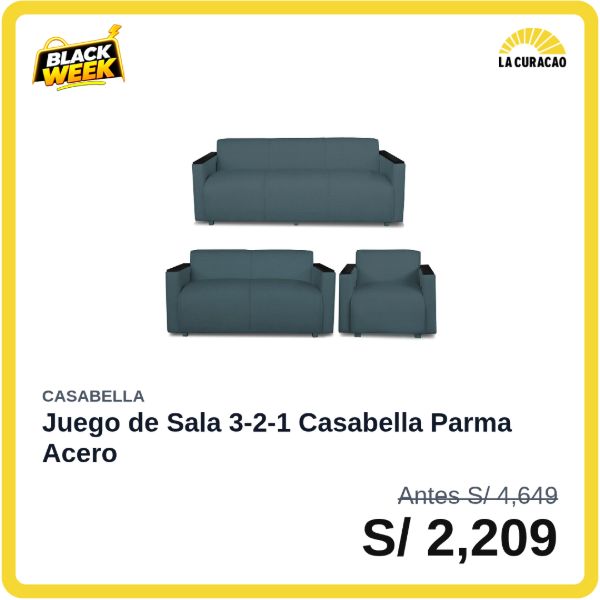 BLACK
WEEK
LA CURACAO
CASABELLA
Juego de Sala 3-2-1 Casabella Parma
Acero
Antes S/ 4,649
S/ 2,209